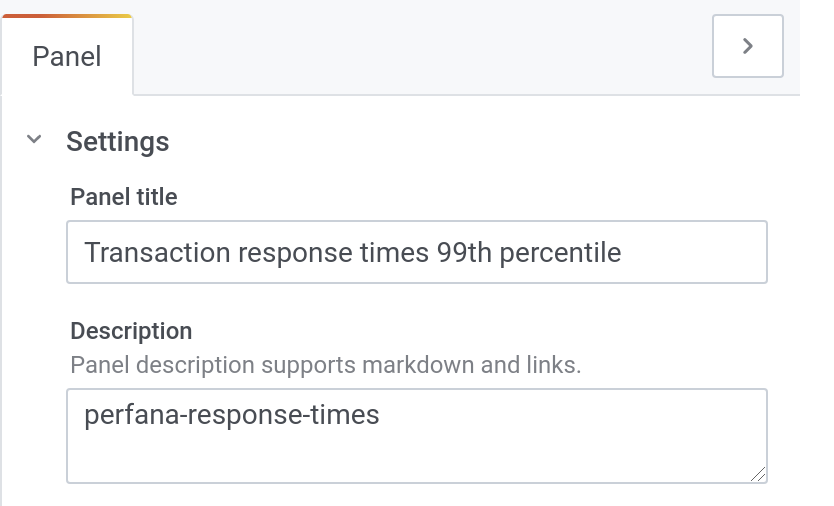 Panel
Settings
Panel title
Transaction response times 99th percentile
Description
Panel description supports markdown and links.
perfana-response-times